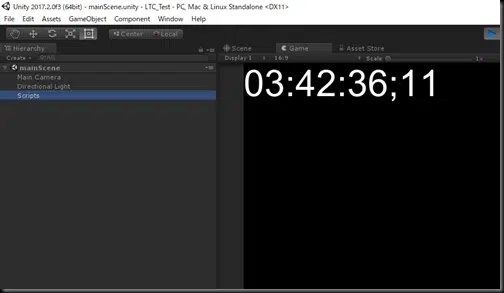 Unity 2017.2.0f3 (64bit) - mainScene.unity - LTC_Test - PC, Mac & Linux Standalone <DX11>
File Edit Assets GameObject Component Window Help
Center Local
Hierarchy
Create
All
mainScene
Main Camera
Directional Light
Scripts
Scene Game Asset Store
Display 1 16:9 Scale 1x
03:42:36;11